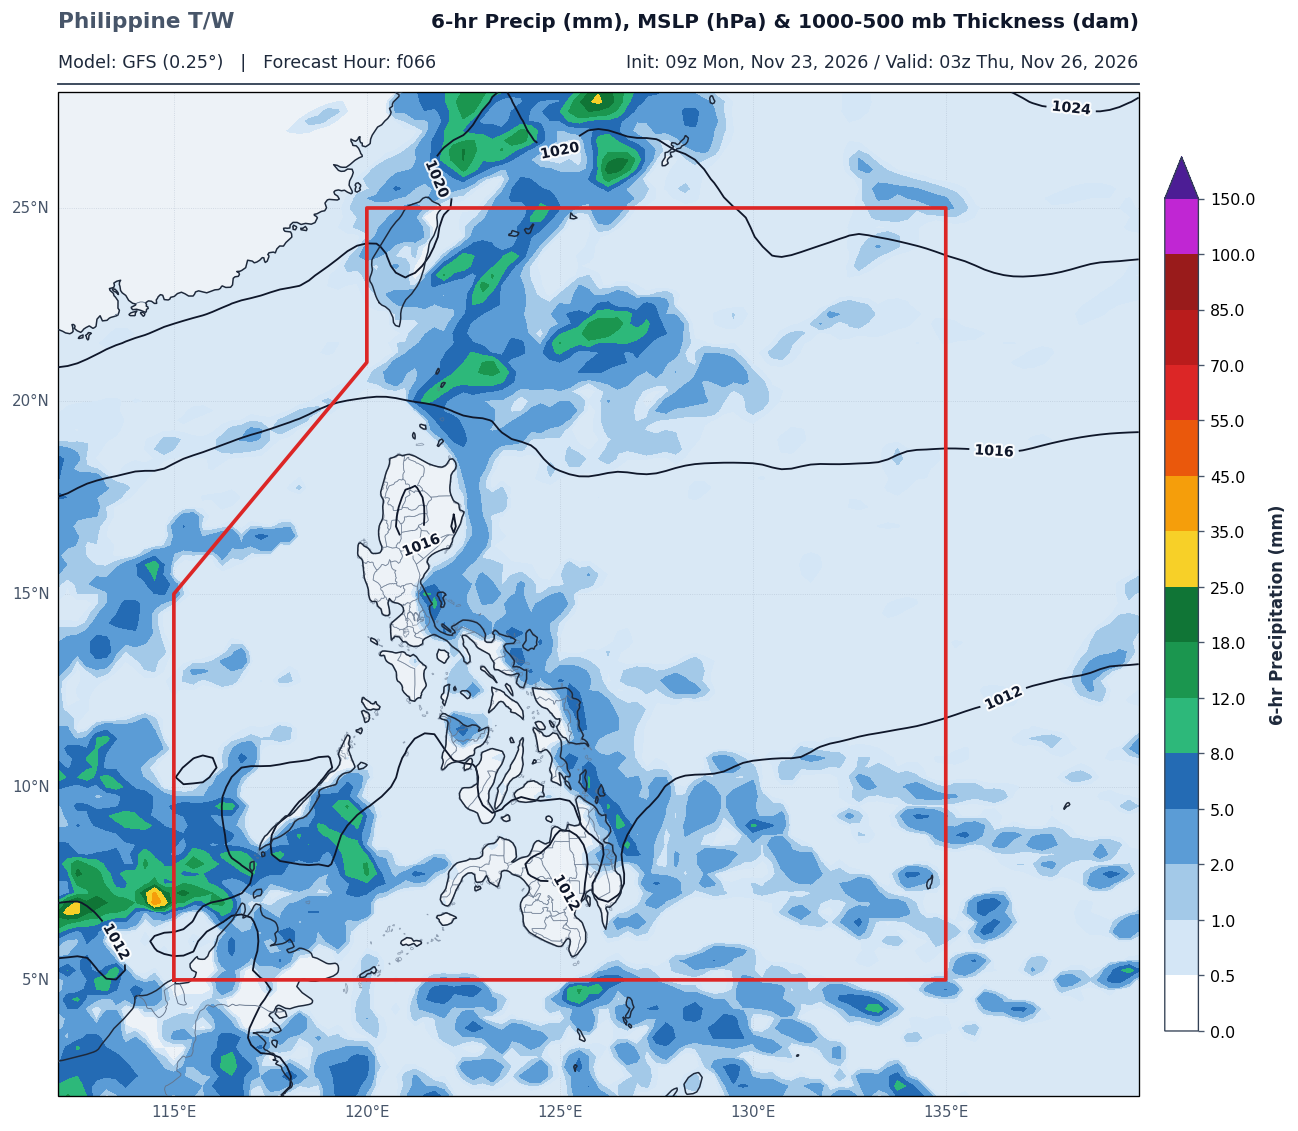 Philippine T/W
6-hr Precip (mm), MSLP (hPa) & 1000-500 mb Thickness (dam)
Model: GFS (0.25°) | Forecast Hour: f066
Init: 09z Mon, Nov 23, 2026 / Valid: 03z Thu, Nov 26, 2026
1024
1020
1020
1016
1016
1012
1012
1012
25°N
20°N
15°N
10°N
5°N
115°E
120°E
125°E
130°E
135°E
150.0
100.0
85.0
70.0
55.0
45.0
35.0
25.0
18.0
12.0
8.0
5.0
2.0
1.0
0.5
0.0
6-hr Precipitation (mm)